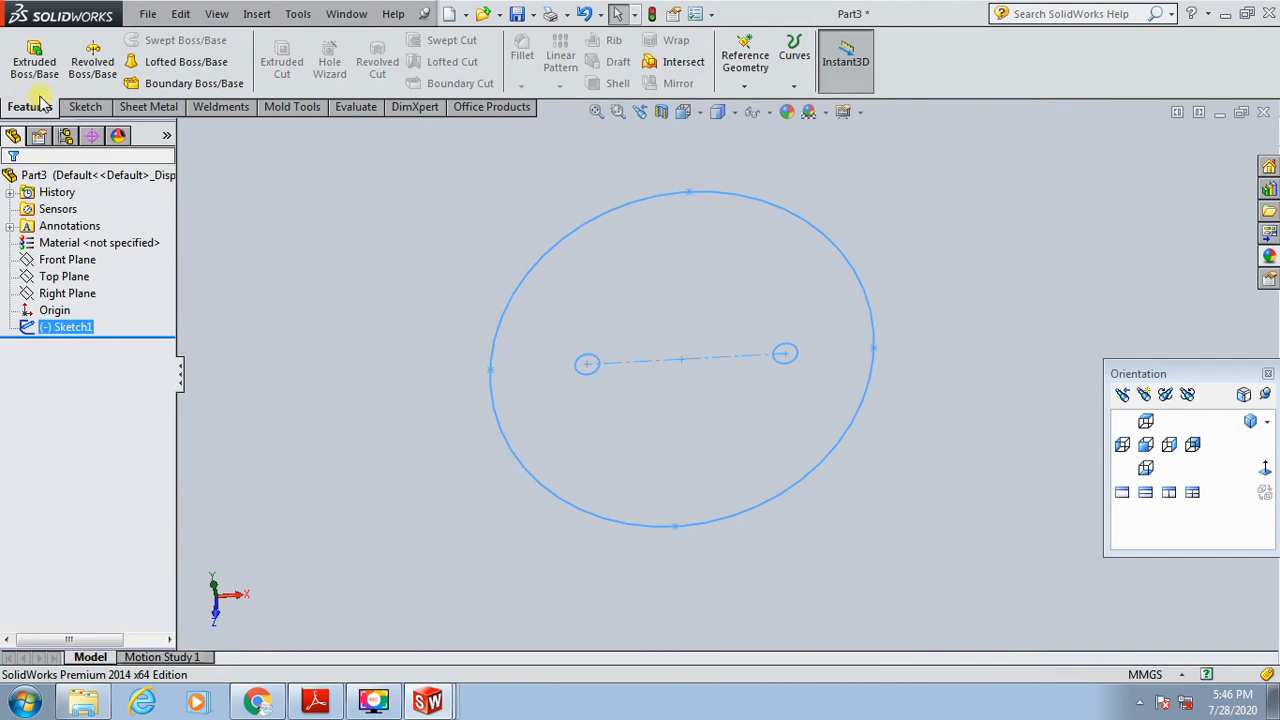 SOLIDWORKS File Edit View Insert Tools Window Help Part3 * Search SolidWorks Help
Extruded Boss/Base
Revolved Boss/Base
Swept Boss/Base
Lofted Boss/Base
Boundary Boss/Base
Extruded Cut
Hole Wizard
Revolved Cut
Swept Cut
Lofted Cut
Boundary Cut
Fillet
Linear Pattern
Rib
Draft
Shell
Wrap
Intersect
Mirror
Reference Geometry
Curves
Instant3D
Features Sketch Sheet Metal Weldments Mold Tools Evaluate DimXpert Office Products
Part3 (Default<<Default>_Disp
History
Sensors
A Annotations
Material <not specified>
Front Plane
Top Plane
Right Plane
Origin
(-) Sketch1
Orientation
Y
X
Z
Model Motion Study 1
SolidWorks Premium 2014 x64 Edition MMGS
REC
SW
5:46 PM
7/28/2020